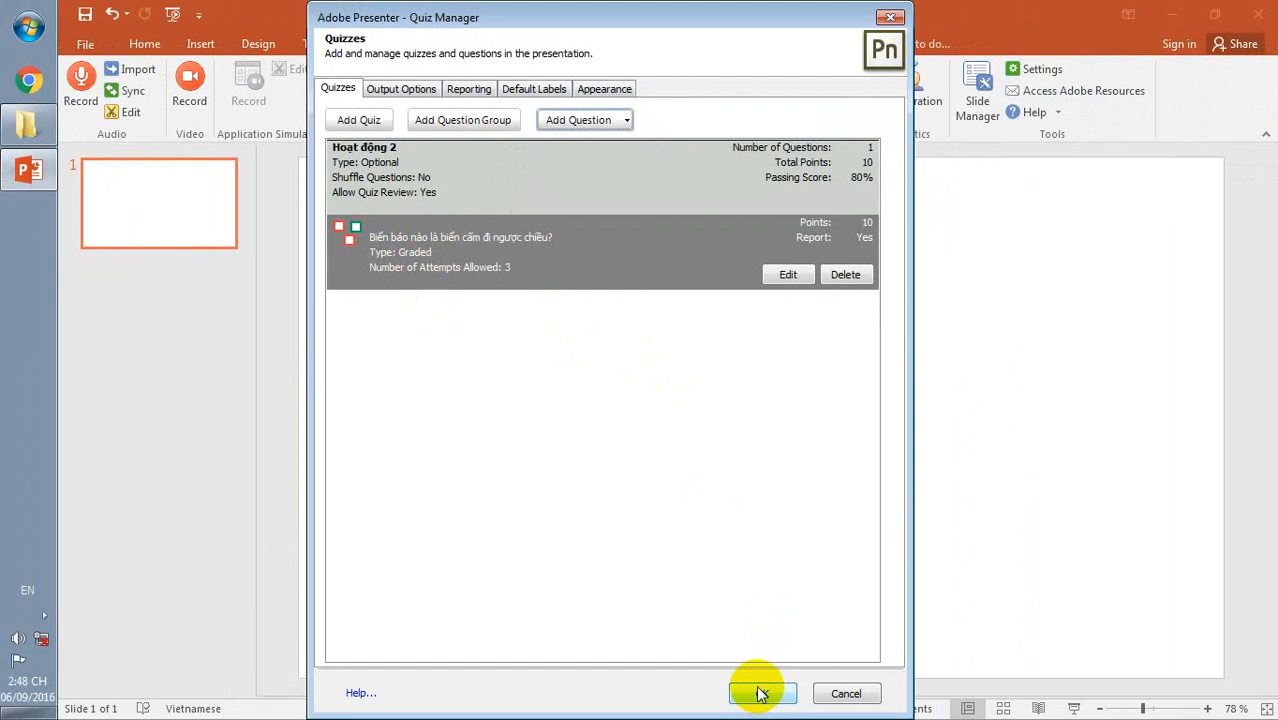 Adobe Presenter - Quiz Manager
Quizzes
Add and manage quizzes and questions in the presentation.
Pn
Quizzes
Output Options
Reporting
Default Labels
Appearance
Add Quiz
Add Question Group
Add Question
Hoạt động 2
Type: Optional
Shuffle Questions: No
Allow Quiz Review: Yes
Number of Questions: 1
Total Points: 10
Passing Score: 80%
Biển báo nào là biển cấm đi ngược chiều?
Type: Graded
Number of Attempts Allowed: 3
Points: 10
Report: Yes
Edit
Delete
Help...
Cancel
File
Home
Insert
Design
to do...
Sign in
Share
Record
Import
Sync
Edit
Audio
Record
Video
Record
Edit
Application Simula
Slide
Manager
Settings
Access Adobe Resources
Help
Tools
1
EN
2:48 CH
06/09/2016
Slide 1 of 1
Vietnamese
78 %